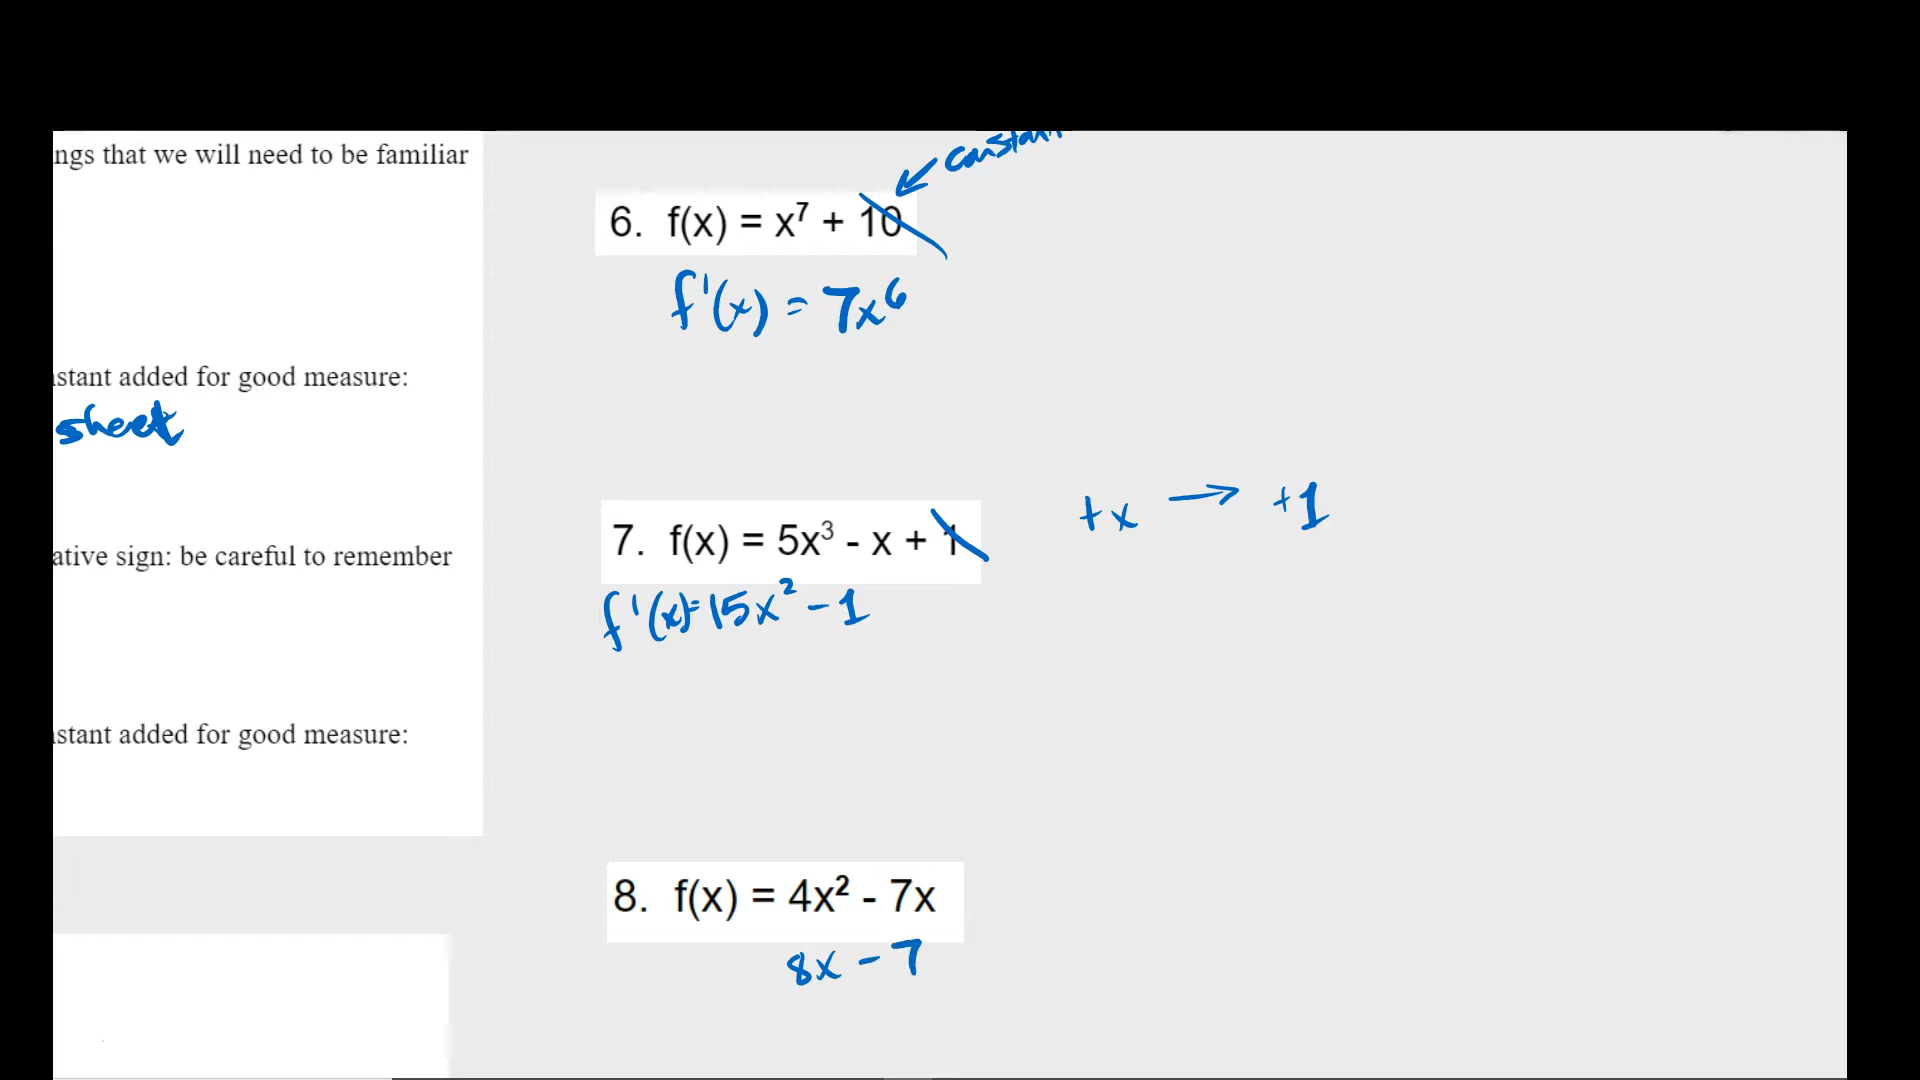 ngs that we will need to be familiar
stant added for good measure:
sheet
ative sign: be careful to remember
stant added for good measure:
constant
6. f(x) = x⁷ + 10
f'(x) = 7x⁶
7. f(x) = 5x³ - x + 1
+x → +1
f'(x) = 15x² - 1
8. f(x) = 4x² - 7x
8x - 7